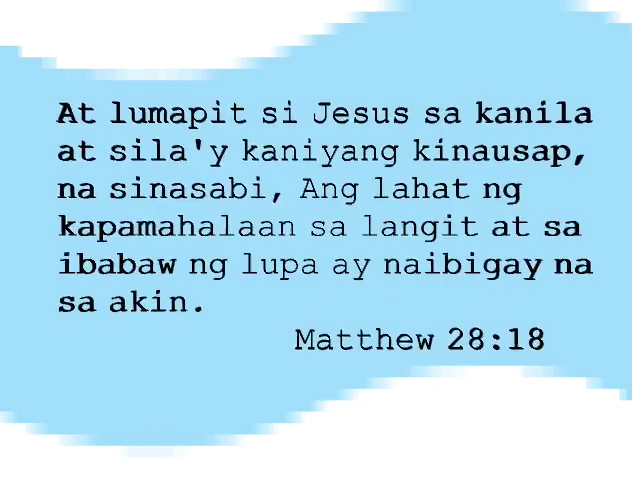 At lumapit si Jesus sa kanila
at sila'y kaniyang kinausap,
na sinasabi, Ang lahat ng
kapamahalaan sa langit at sa
ibabaw ng lupa ay naibigay na
sa akin.
Matthew 28:18